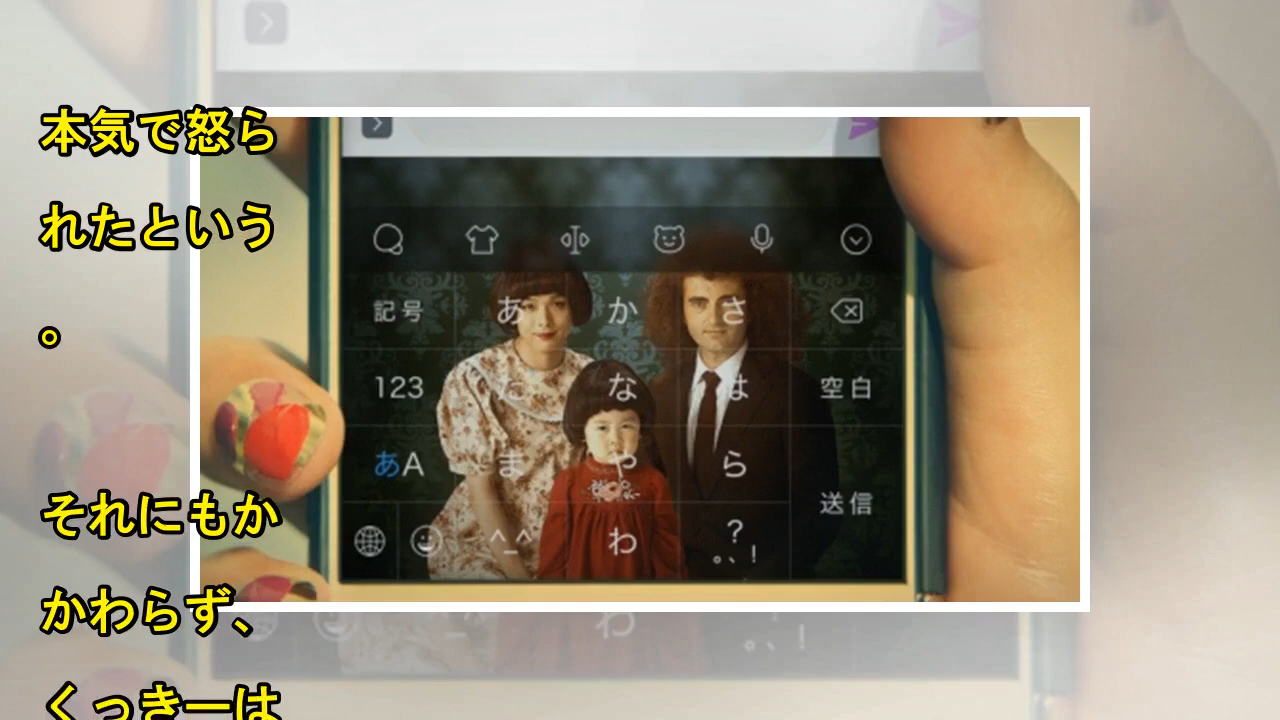 本気で怒ら
れたという
。
それにもか
かわらず、
くっきーは
記号 あ か さ
123 た な は 空白
あA ま や ら
送信
^_^ わ ?。、!
わ
。、!